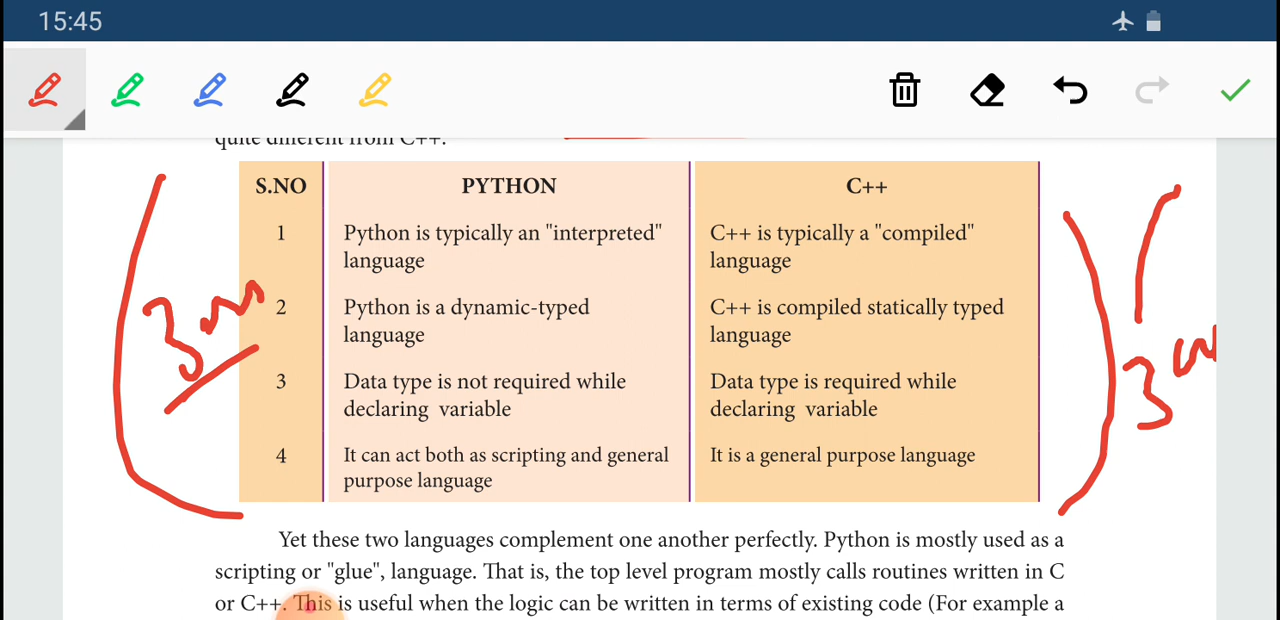 15:45
quite different from C++.
S.NO PYTHON C++
1 Python is typically an "interpreted" language C++ is typically a "compiled" language
2 Python is a dynamic-typed language C++ is compiled statically typed language
3 Data type is not required while declaring variable Data type is required while declaring variable
4 It can act both as scripting and general purpose language It is a general purpose language
3m
3m
Yet these two languages complement one another perfectly. Python is mostly used as a
scripting or "glue", language. That is, the top level program mostly calls routines written in C
or C++. This is useful when the logic can be written in terms of existing code (For example a